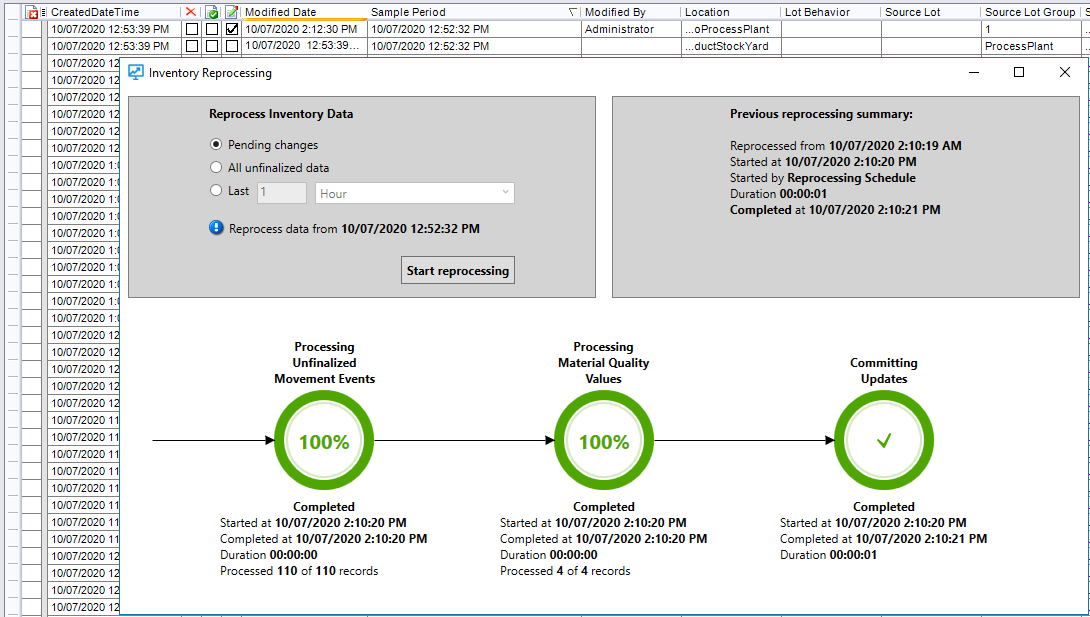 CreatedDateTime Modified Date Sample Period Modified By Location Lot Behavior Source Lot Source Lot Group S
10/07/2020 12:53:39 PM 10/07/2020 2:12:30 PM 10/07/2020 12:52:32 PM Administrator ...oProcessPlant 1
10/07/2020 12:53:39 PM 10/07/2020 12:53:39... 10/07/2020 12:52:32 PM ...ductStockYard ProcessPlant
10/07/2020 12
Inventory Reprocessing
10/07/2020 12
10/07/2020 12
Reprocess Inventory Data
Previous reprocessing summary:
10/07/2020 12
10/07/2020 12
Pending changes
Reprocessed from 10/07/2020 2:10:19 AM
10/07/2020 12
Started at 10/07/2020 2:10:20 PM
10/07/2020 1:0
All unfinalized data
Started by Reprocessing Schedule
10/07/2020 1:0
Last 1 Hour
Duration 00:00:01
10/07/2020 1:0
Completed at 10/07/2020 2:10:21 PM
10/07/2020 1:0
10/07/2020 1:0
Reprocess data from 10/07/2020 12:52:32 PM
10/07/2020 1:0
10/07/2020 1:0
Start reprocessing
10/07/2020 1:0
10/07/2020 1:0
10/07/2020 1:0
10/07/2020 12
10/07/2020 12
Processing
Unfinalized
Movement Events
Processing
Material Quality
Values
Committing
Updates
10/07/2020 12
10/07/2020 12
10/07/2020 12
10/07/2020 12
10/07/2020 11
10/07/2020 11
100%
100%
10/07/2020 11
10/07/2020 11
10/07/2020 11
10/07/2020 11
Completed
Started at 10/07/2020 2:10:20 PM
Completed at 10/07/2020 2:10:20 PM
Duration 00:00:00
Processed 110 of 110 records
Completed
Started at 10/07/2020 2:10:20 PM
Completed at 10/07/2020 2:10:20 PM
Duration 00:00:00
Processed 4 of 4 records
Completed
Started at 10/07/2020 2:10:20 PM
Completed at 10/07/2020 2:10:21 PM
Duration 00:00:01
10/07/2020 11
10/07/2020 11
10/07/2020 11
10/07/2020 12
10/07/2020 12
10/07/2020 12
10/07/2020 12